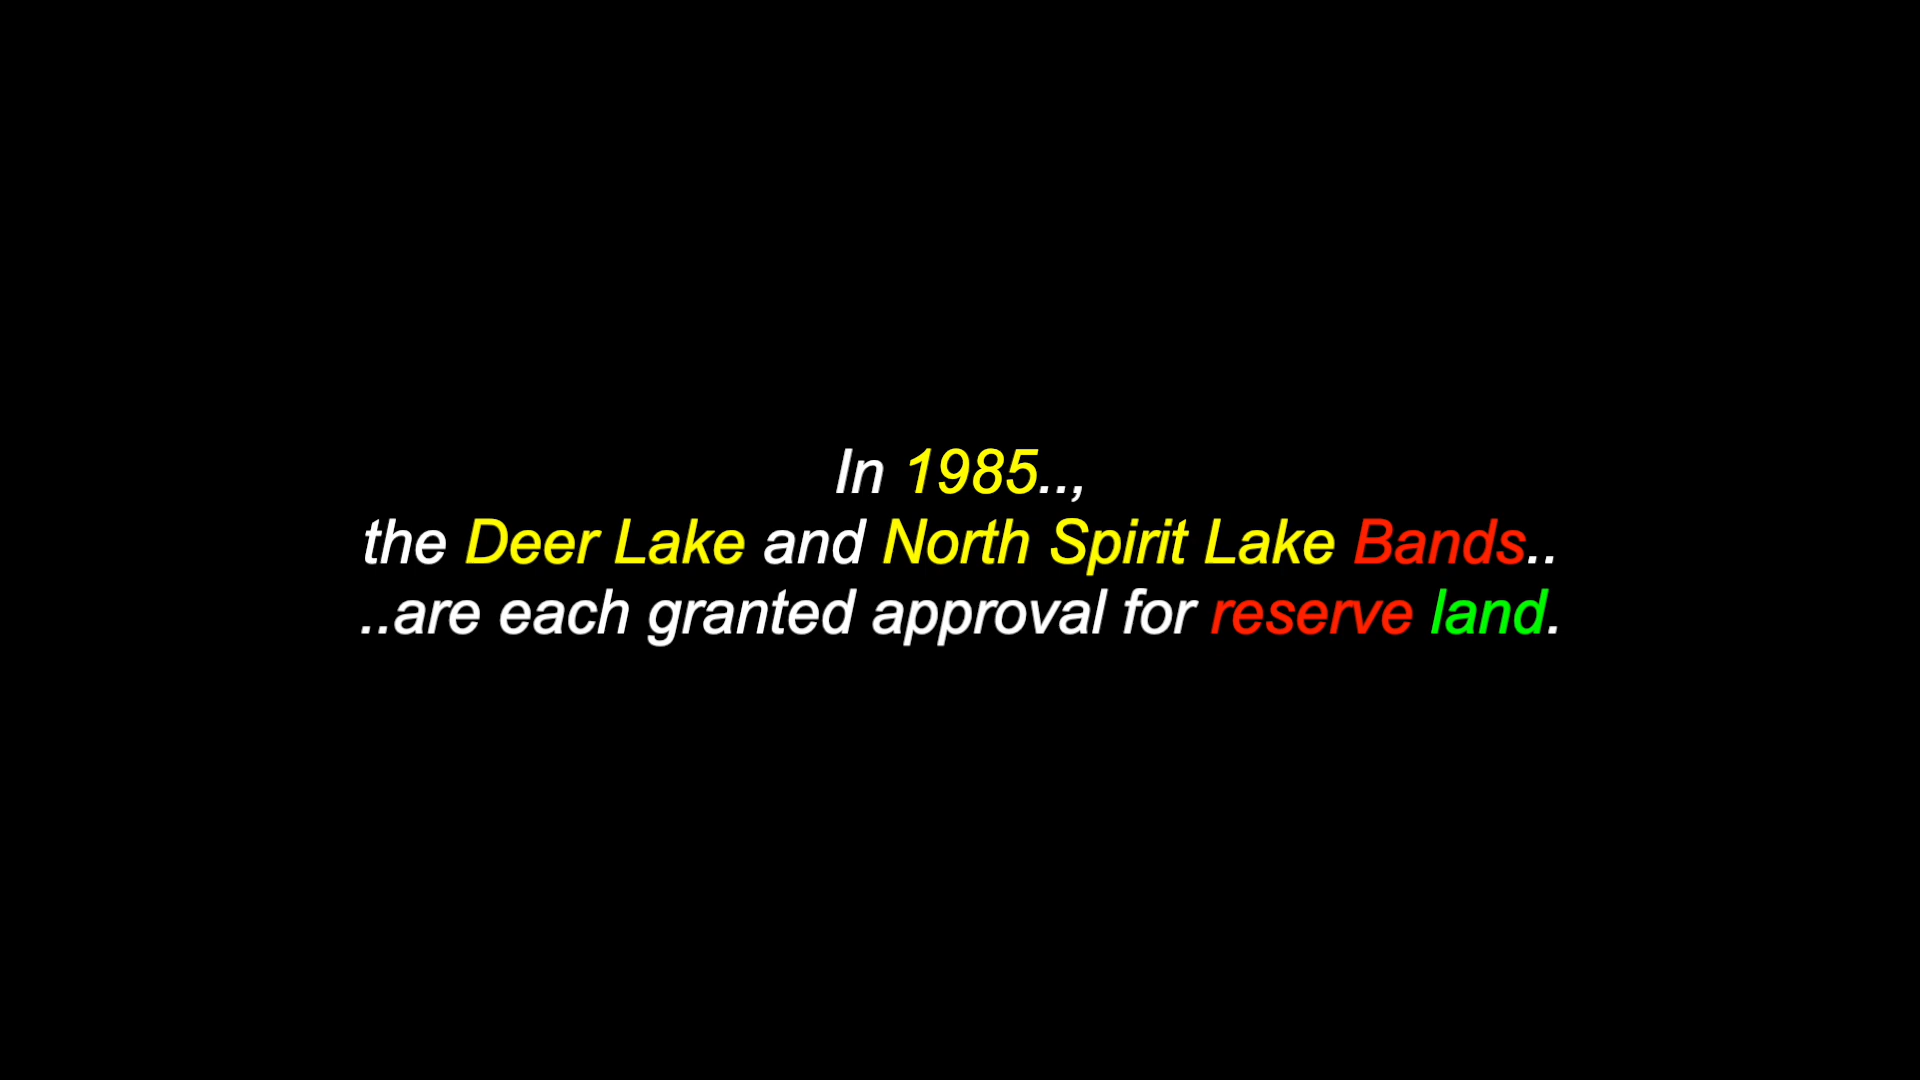 In 1985..,
the Deer Lake and North Spirit Lake Bands..
..are each granted approval for reserve land.